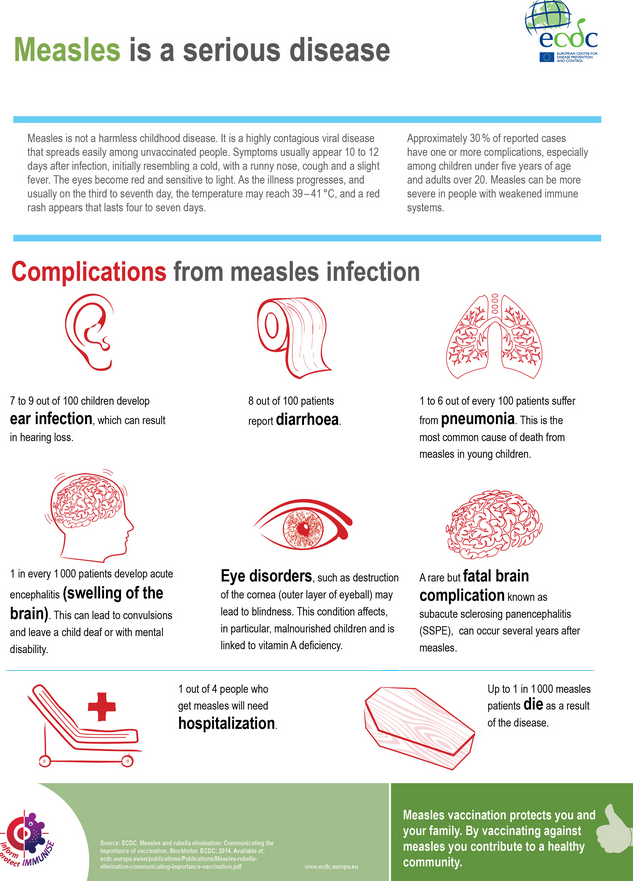 Measles is a serious disease
ecdc
EUROPEAN CENTRE FOR
DISEASE PREVENTION
AND CONTROL
Measles is not a harmless childhood disease. It is a highly contagious viral disease
that spreads easily among unvaccinated people. Symptoms usually appear 10 to 12
days after infection, initially resembling a cold, with a runny nose, cough and a slight
fever. The eyes become red and sensitive to light. As the illness progresses, and
usually on the third to seventh day, the temperature may reach 39–41°C, and a red
rash appears that lasts four to seven days.
Approximately 30 % of reported cases
have one or more complications, especially
among children under five years of age
and adults over 20. Measles can be more
severe in people with weakened immune
systems.
Complications from measles infection
7 to 9 out of 100 children develop
ear infection, which can result
in hearing loss.
8 out of 100 patients
report diarrhoea.
1 to 6 out of every 100 patients suffer
from pneumonia. This is the
most common cause of death from
measles in young children.
1 in every 1 000 patients develop acute
encephalitis (swelling of the
brain). This can lead to convulsions
and leave a child deaf or with mental
disability.
Eye disorders, such as destruction
of the cornea (outer layer of eyeball) may
lead to blindness. This condition affects,
in particular, malnourished children and is
linked to vitamin A deficiency.
A rare but fatal brain
complication known as
subacute sclerosing panencephalitis
(SSPE), can occur several years after
measles.
1 out of 4 people who
get measles will need
hospitalization.
Up to 1 in 1 000 measles
patients die as a result
of the disease.
inform
protect IMMUNISE
Source: ECDC. Measles and rubella elimination: Communicating the
importance of vaccination. Stockholm: ECDC; 2014. Available at:
ecdc.europa.eu/en/publications/Publications/Measles-rubella-
elimination-communicating-importance-vaccination.pdf
www.ecdc.europa.eu
Measles vaccination protects you and
your family. By vaccinating against
measles you contribute to a healthy
community.